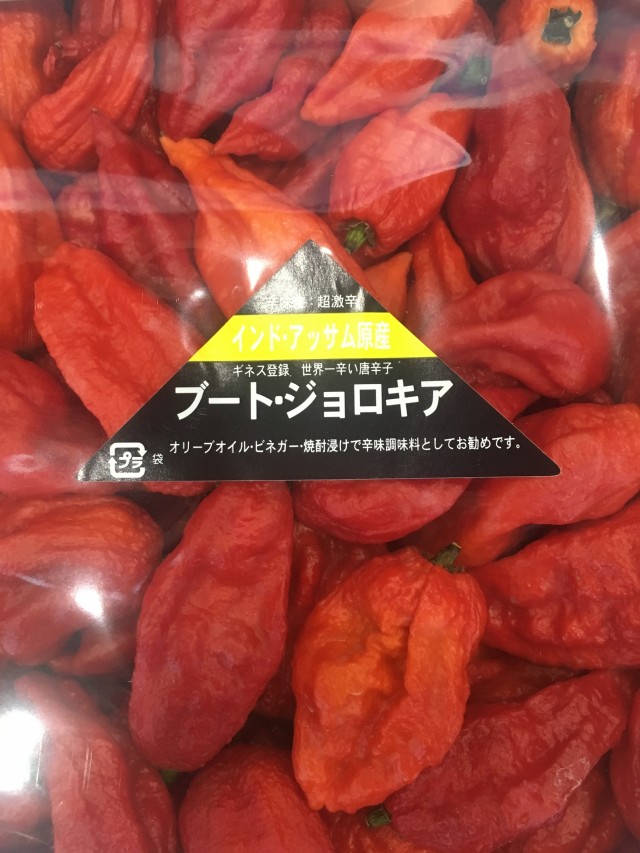 ：超激辛
インド・アッサム原産
ギネス登録 世界一辛い唐辛子
ブート・ジョロキア
オリーブオイル・ビネガー・焼酎浸けで辛味調味料としてお勧めです。
プラ 袋